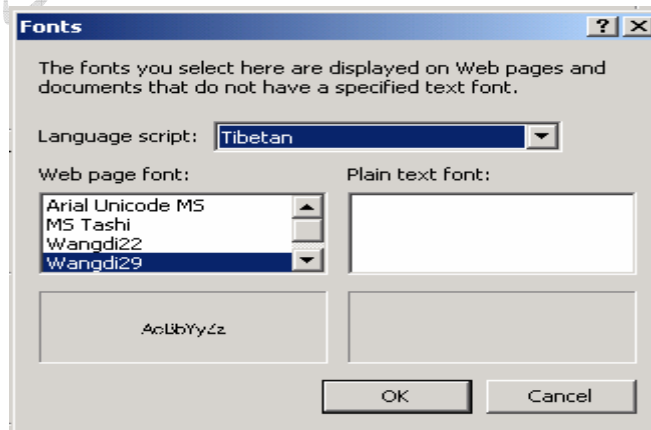 Fonts
The fonts you select here are displayed on Web pages and
documents that do not have a specified text font.
Language script: Tibetan
Web page font:
Plain text font:
Arial Unicode MS
MS Tashi
Wangdi22
Wangdi29
AaBbYyZz
OK
Cancel